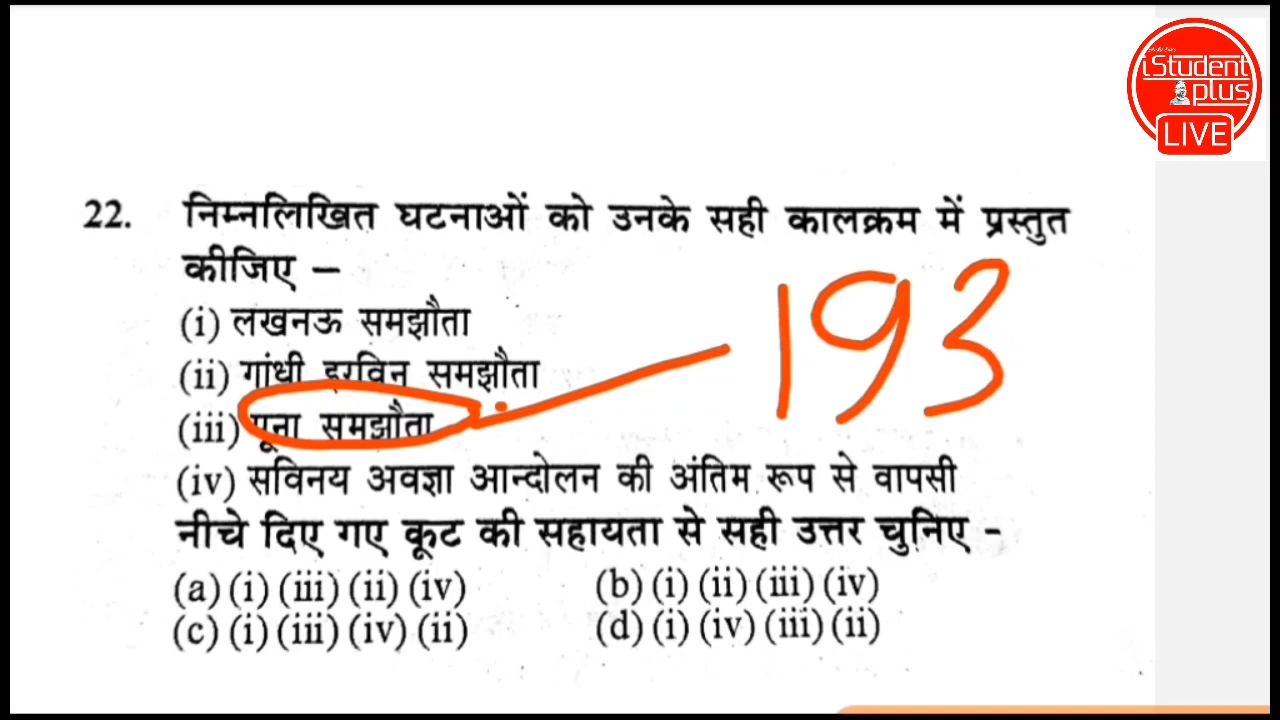 iStudent
plus
LIVE
22. निम्नलिखित घटनाओं को उनके सही कालक्रम में प्रस्तुत
कीजिए –
(i) लखनऊ समझौता
(ii) गांधी इरविन समझौता
(iii) पूना समझौता
193
(iv) सविनय अवज्ञा आन्दोलन की अंतिम रूप से वापसी
नीचे दिए गए कूट की सहायता से सही उत्तर चुनिए –
(a) (i) (iii) (ii) (iv) (b) (i) (ii) (iii) (iv)
(c) (i) (iii) (iv) (ii) (d) (i) (iv) (iii) (ii)